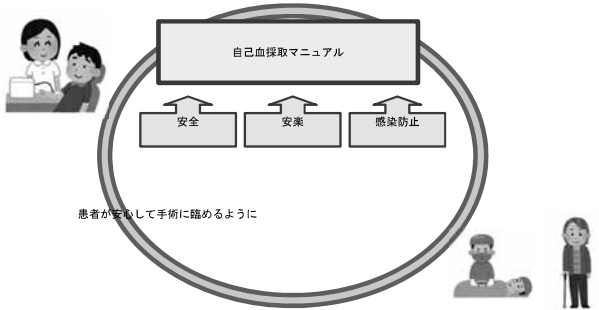 自己血採取マニュアル
安全
安楽
感染防止
患者が安心して手術に臨めるように